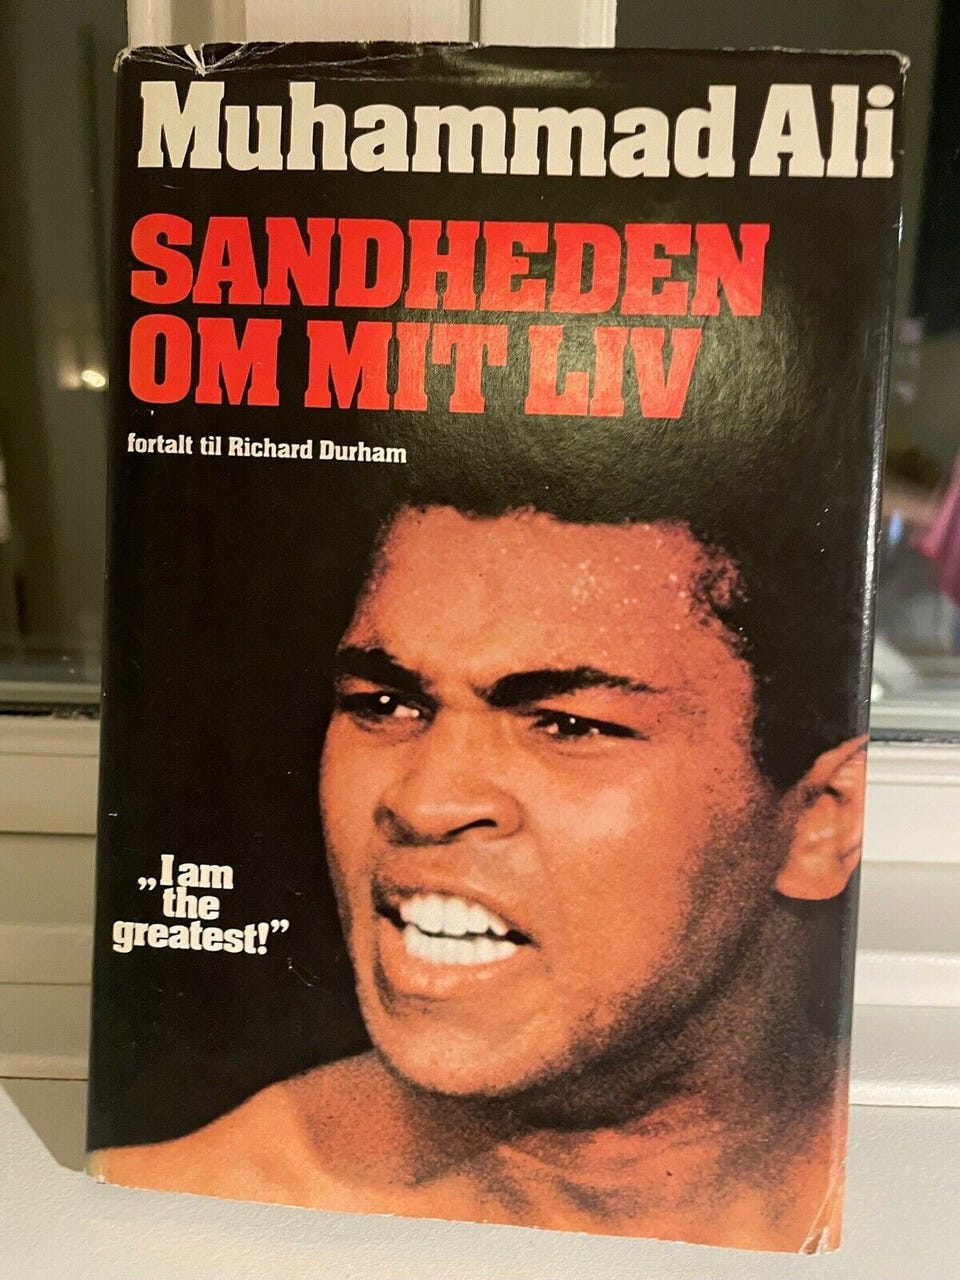 Muhammad Ali
SANDHEDEN
OM MIT LIV
fortalt til Richard Durham
„I am
the
greatest!”